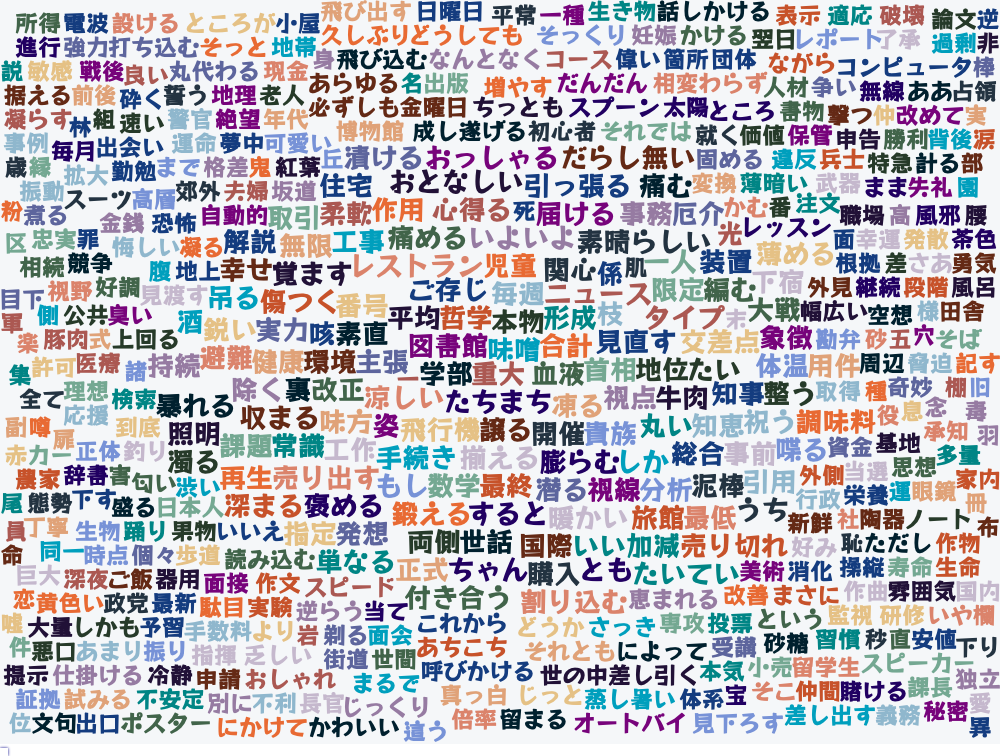 所得 電波 設ける ところが 小屋 飛び出す 日曜日 平常 一種 生き物 話しかける 表示 適応 破壊 論文 逆
進行 強力 打ち込む そっと 地帯 久しぶり どうしても そっくり 妊娠 かける 翌日 レポート 了承 過剰 非
説 敏感 戦後 良い 丸 代わる 現金 身 飛び込む なんとなく コース 偉い 箇所 団体 ながら コンピュータ 棒
据える 前後 砕く 誓う 地理 老人 あらゆる 名 出版 増やす だんだん 相変わらず 人材 争い 無線 ああ 占領
凝らす 林 組 速い 警官 絶望 年代 必ずしも 金曜日 ちっとも スプーン 太陽 ところ 書物 撃つ 仲 改めて 実
事例 毎月 出会い 運命 夢中 可愛い 博物館 成し遂げる 初心者 それでは 就く 価値 保管 申告 勝利 背後 涙
歳 縁 拡大 勤勉 まで 格差 鬼 紅葉 丘 漬ける おっしゃる だらし無い 固める 違反 兵士 特急 計る 部
振動 スーツ 高層 郊外 夫婦 坂道 住宅 おとなしい 引っ張る 痛む 変換 薄暗い 武器 まま 失礼 園
粉 煮る 金銭 恐怖 自動的 取引 柔軟 作用 心得る 死 届ける 事務 厄介 かむ 番 注文 職場 高 風邪 腰
区 忠実 罪 悔しい 凝る 解説 無限 工事 痛める いよいよ 素晴らしい 光 レッスン 面 幸運 発散 茶色
相続 競争 腹 地上 幸せ 覚ます レストラン 児童 関心 係 肌 一人 装置 薄める 根拠 差 さあ 勇気
目下 視野 好調 見渡す 吊る 傷つく 番号 ご存じ 毎週 ニュース 限定 編む 下宿 外見 継続 段階 風呂
軍 側 公共 臭い 酒 鋭い 実力 咳 素直 平均 哲学 本物 形成 枝 タイプ 末 大戦 幅広い 空想 様 田舎
楽 豚肉 式 上回る 避難 健康 環境 主張 図書館 味噌 合計 見直す 交差点 象徴 勘弁 砂 五 穴 そば
集 許可 医療 諸 持続 一 学部 重大 血液 首相 地位 たい 体温 用件 周辺 脅迫 記す
全て 理想 検索 暴れる 除く 裏 改正 涼しい たちまち 凍る 視点 牛肉 知事 整う 取得 種 奇妙 棚 旧
副 噂 応援 到底 照明 収まる 味方 姿 飛行機 譲る 開催 貴族 丸い 知恵 祝う 調味料 役 息 念 毒
赤 扉 カー 正体 釣り 濁る 課題 常識 工作 手続き 揃える 膨らむ しか 総合 事前 喋る 資金 基地 承知 羽
農家 辞書 害 匂い 渋い 再生 売り出す もし 数学 最終 潜る 視線 分析 泥棒 引用 外側 当選 思想 多量 家内
尾 態勢 下す 盛る 日本人 深まる 褒める 鍛える すると 暖かい 旅館 最低 うち 行政 栄養 運 眼鏡 冊
員 丁寧 生物 踊り 果物 いいえ 指定 発想 両側 世話 国際 いい 加減 売り切れ 新鮮 社 陶器 ノート 布
命 同一 時点 個々 歩道 読み込む 単なる 正式 ちゃん 購入 とも たいてい 美術 消化 好み 恥 ただし 作物 操縦 寿命 生命
巨大 深夜 ご飯 器用 面接 作文 スピード 付き合う 割り込む 恵まれる 改善 まさに 作曲 雰囲気 国内
恋 黄色い 政党 最新 駄目 実験 逆らう 当て これから どうか さっき 専攻 投票 という 監視 研修 いや 欄
嘘 大量 しかも 予習 手数料 より 岩 剃る 面会 あちこち それとも によって 受講 砂糖 習慣 秒 直 安値 下り
件 悪口 あまり 振り 指揮 乏しい 街道 世間 呼びかける 世の中 差し引く 本気 小売 留学生 スピーカー
提示 仕掛ける 冷静 申請 おしゃれ まるで 真っ白 じっと 蒸し暑い 体系 宝 そこ 仲間 賭ける 課長 独立
証拠 試みる 不安定 別に 不利 長官 じっくり 倍率 留まる オートバイ 見下ろす 差し出す 義務 秘密 愛
位 文句 出口 ポスター にかけて かわいい 違う 異